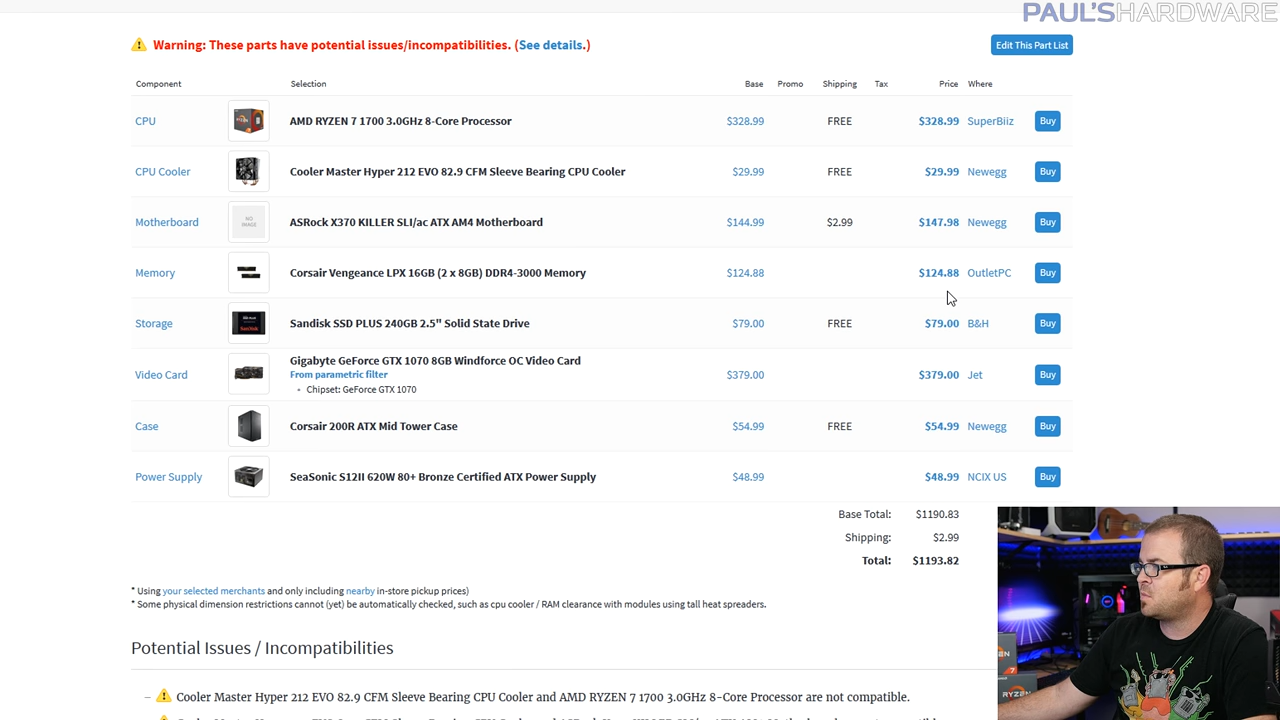 PAUL'SHARDWARE
Warning: These parts have potential issues/incompatibilities. (See details.)
Edit This Part List
Component Selection Base Promo Shipping Tax Price Where
CPU AMD RYZEN 7 1700 3.0GHz 8-Core Processor $328.99 FREE $328.99 SuperBiiz Buy
CPU Cooler Cooler Master Hyper 212 EVO 82.9 CFM Sleeve Bearing CPU Cooler $29.99 FREE $29.99 Newegg Buy
NO IMAGE
Motherboard ASRock X370 KILLER SLI/ac ATX AM4 Motherboard $144.99 $2.99 $147.98 Newegg Buy
Memory Corsair Vengeance LPX 16GB (2 x 8GB) DDR4-3000 Memory $124.88 $124.88 OutletPC Buy
Storage Sandisk SSD PLUS 240GB 2.5" Solid State Drive $79.00 FREE $79.00 B&H Buy
Gigabyte GeForce GTX 1070 8GB Windforce OC Video Card
Video Card From parametric filter $379.00 $379.00 Jet Buy
Chipset: GeForce GTX 1070
Case Corsair 200R ATX Mid Tower Case $54.99 FREE $54.99 Newegg Buy
Power Supply SeaSonic S12II 620W 80+ Bronze Certified ATX Power Supply $48.99 $48.99 NCIX US Buy
Base Total: $1190.83
Shipping: $2.99
Total: $1193.82
* Using your selected merchants and only including nearby in-store pickup prices)
* Some physical dimension restrictions cannot (yet) be automatically checked, such as cpu cooler / RAM clearance with modules using tall heat spreaders.
Potential Issues / Incompatibilities
– Cooler Master Hyper 212 EVO 82.9 CFM Sleeve Bearing CPU Cooler and AMD RYZEN 7 1700 3.0GHz 8-Core Processor are not compatible.
RYZEN